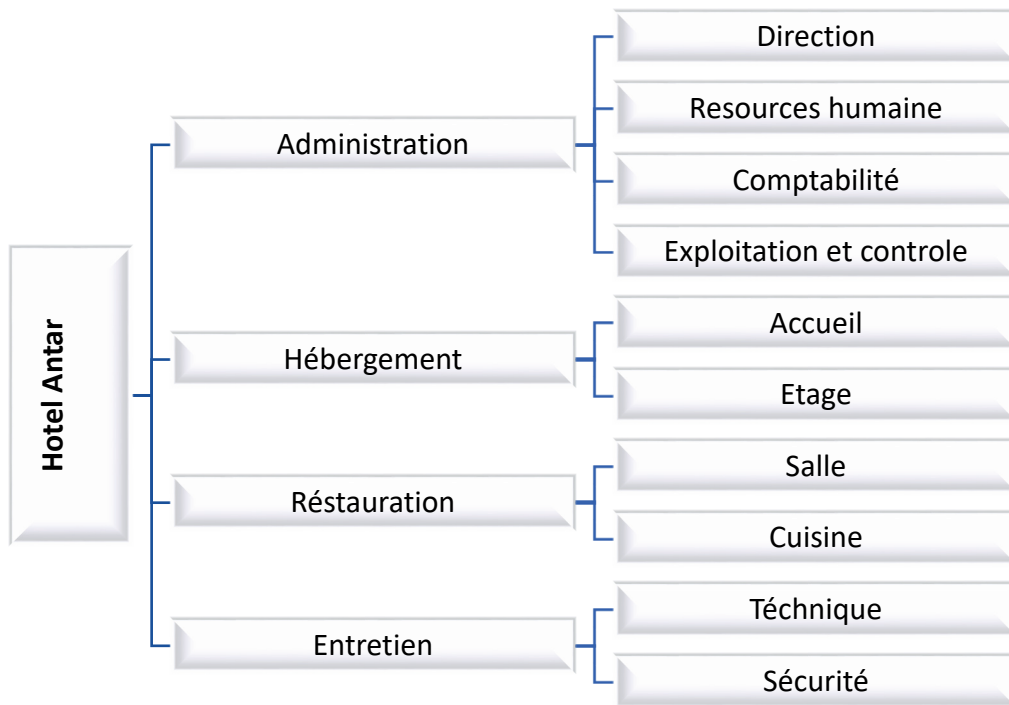 Hotel Antar
Administration
Direction
Resources humaine
Comptabilité
Exploitation et controle
Hébergement
Accueil
Etage
Réstauration
Salle
Cuisine
Entretien
Téchnique
Sécurité